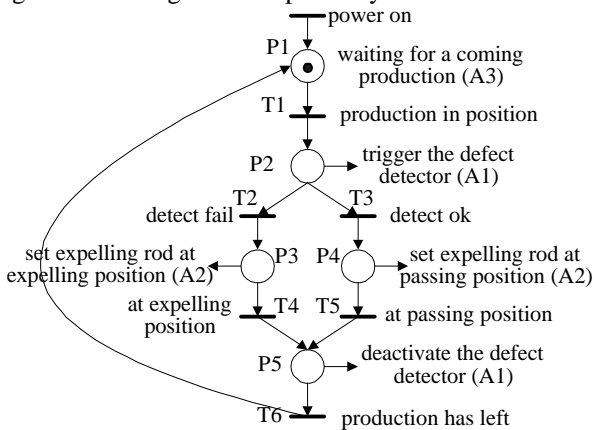 power on
P1
waiting for a coming
production (A3)
T1
production in position
P2
trigger the defect
detector (A1)
T2
T3
detect fail
detect ok
set expelling rod at
expelling position (A2)
P3
P4
set expelling rod at
passing position (A2)
at expelling
position
T4
T5
at passing position
P5
deactivate the defect
detector (A1)
T6
production has left